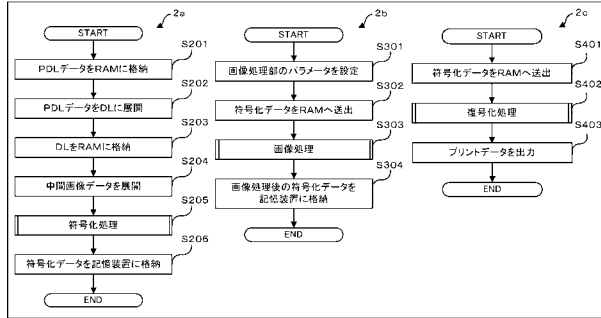 2a
START
S201
PDLデータをRAMに格納
S202
PDLデータをDLに展開
S203
DLをRAMに格納
S204
中間画像データを展開
S205
符号化処理
S206
符号化データを記憶装置に格納
END
2b
START
S301
画像処理部のパラメータを設定
S302
符号化データをRAMへ送出
S303
画像処理
S304
画像処理後の符号化データを
記憶装置に格納
END
2c
START
S401
符号化データをRAMへ送出
S402
復号化処理
S403
プリントデータを出力
END